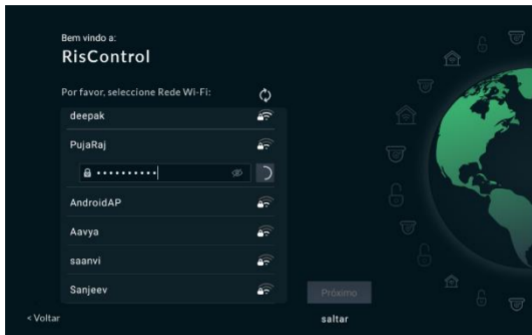 Bem vindo a:
RisControl
Por favor, seleccione Rede Wi-Fi:
deepak
PujaRaj
••••••••••
AndroidAP
Aavya
saanvi
Sanjeev
Próximo
< Voltar
saltar